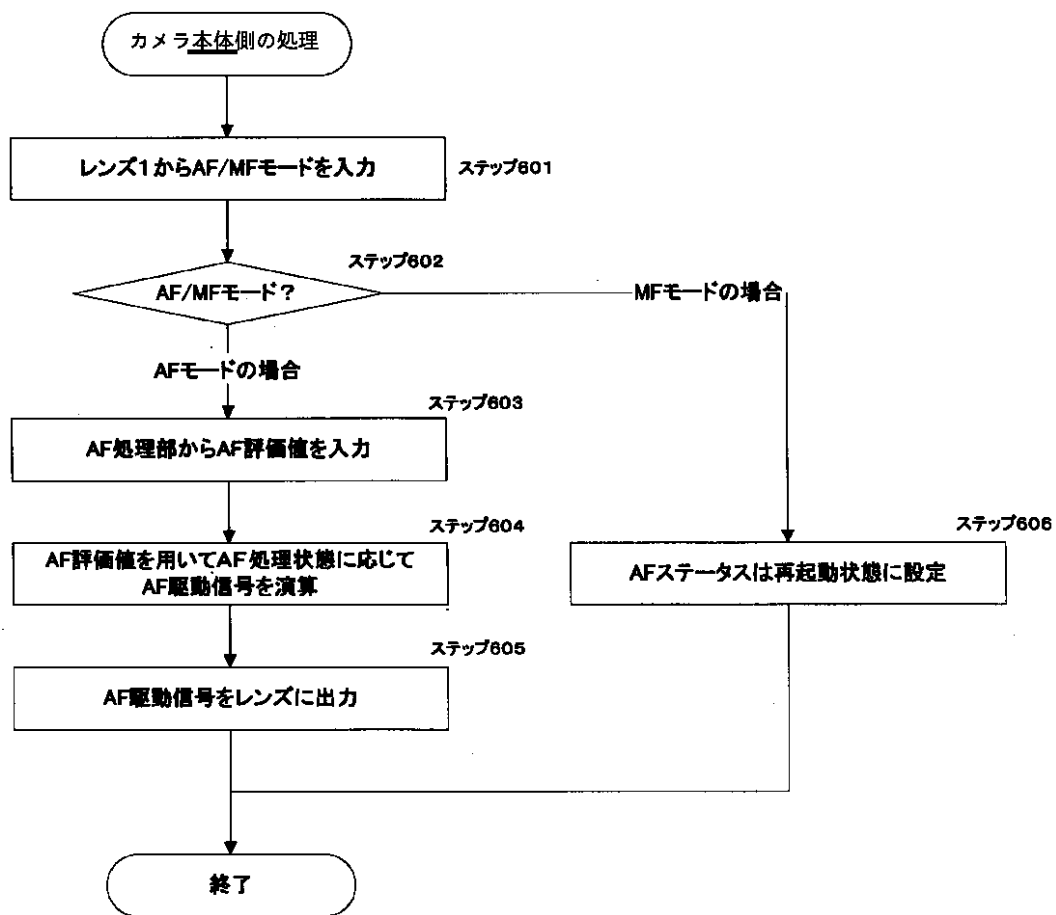 カメラ本体側の処理
レンズ1からAF/MFモードを入力
ステップ601
ステップ602
AF/MFモード?
MFモードの場合
AFモードの場合
ステップ603
AF処理部からAF評価値を入力
ステップ604
AF評価値を用いてAF処理状態に応じて
AF駆動信号を演算
ステップ606
AFステータスは再起動状態に設定
ステップ605
AF駆動信号をレンズに出力
終了